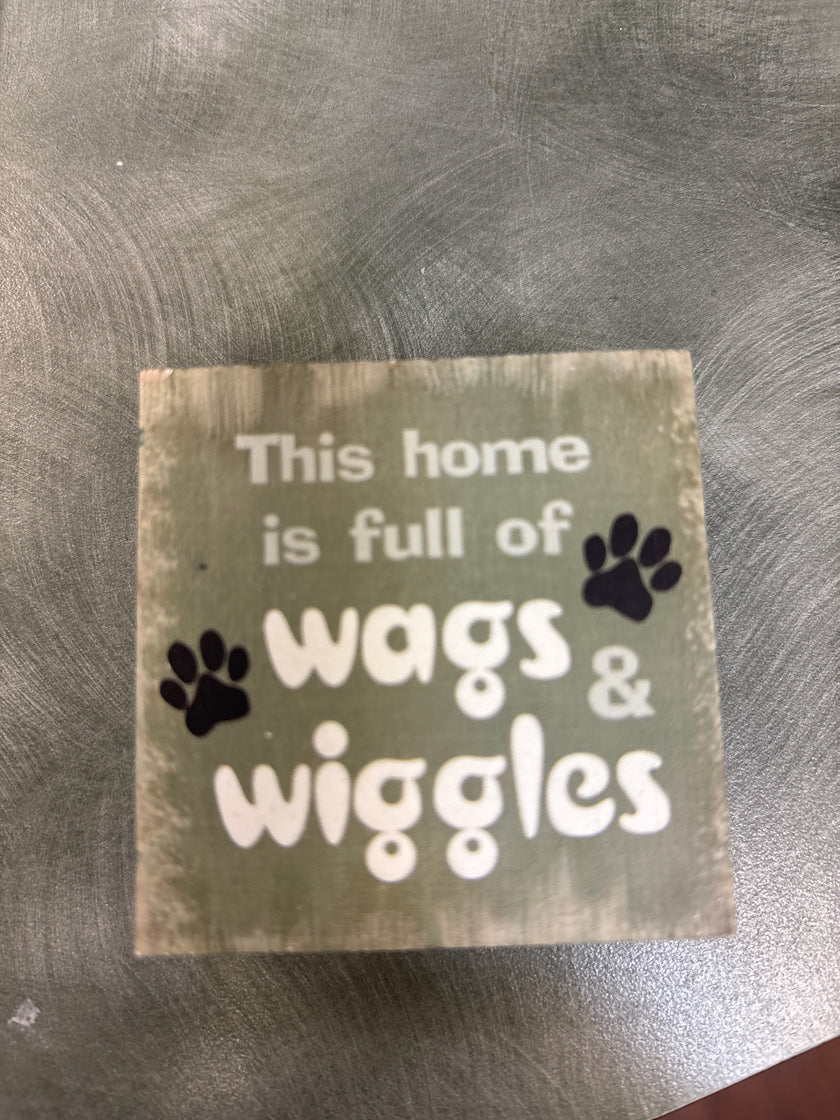 This home
is full of
wags &
wiggles